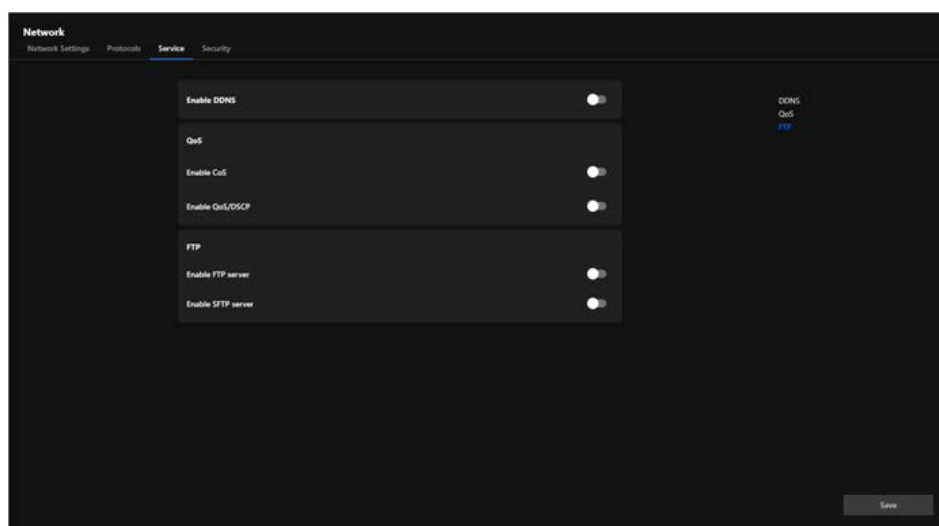 Network
Network Settings Protocols Service Security
Enable DDNS
QoS
Enable CoS
Enable QoS/DSCP
FTP
Enable FTP server
Enable SFTP server
DDNS
QoS
FTP
Save